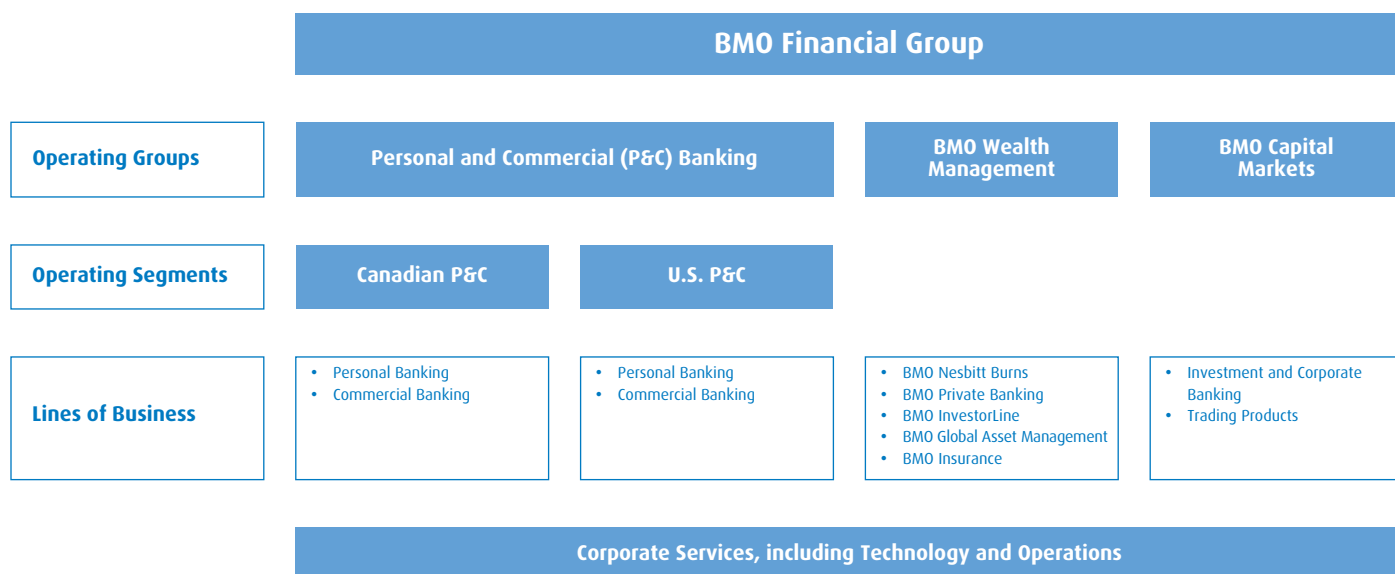 BMO Financial Group
Operating Groups
Personal and Commercial (P&C) Banking
BMO Wealth
Management
BMO Capital
Markets
Operating Segments
Canadian P&C
U.S. P&C
Lines of Business
• Personal Banking
• Commercial Banking
• Personal Banking
• Commercial Banking
• BMO Nesbitt Burns
• BMO Private Banking
• BMO InvestorLine
• BMO Global Asset Management
• BMO Insurance
• Investment and Corporate
Banking
• Trading Products
Corporate Services, including Technology and Operations